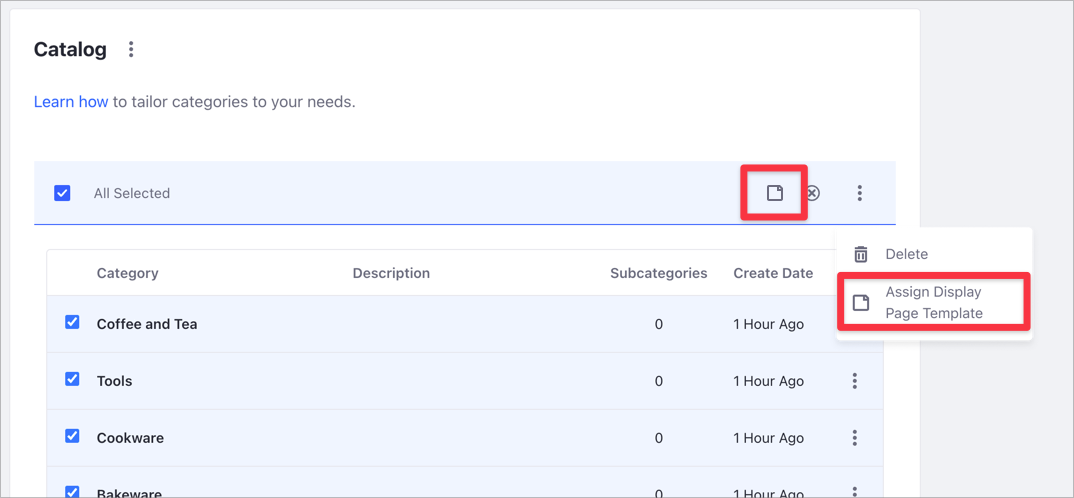 Catalog
Learn how to tailor categories to your needs.
All Selected
Delete
Assign Display
Page Template
Category Description Subcategories Create Date
Coffee and Tea 0 1 Hour Ago
Tools 0 1 Hour Ago
Cookware 0 1 Hour Ago
Bakeware 0 1 Hour Ago